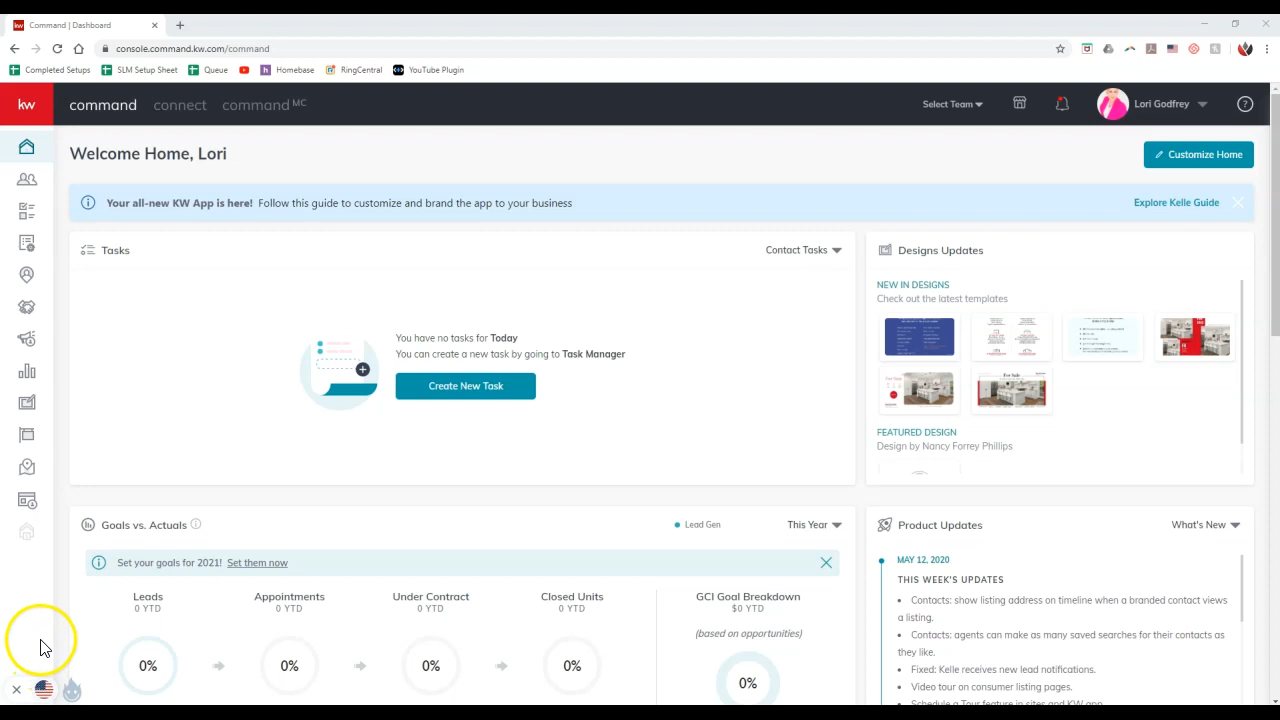 kw Command | Dashboard
console.command.kw.com/command
Completed Setups SLM Setup Sheet Queue Homebase RingCentral YouTube Plugin
kw command connect command MC Select Team Lori Godfrey ?
Welcome Home, Lori
Customize Home
Your all-new KW App is here! Follow this guide to customize and brand the app to your business
Explore Kelle Guide
Tasks
Contact Tasks
You have no tasks for Today
You can create a new task by going to Task Manager
Create New Task
Designs Updates
NEW IN DESIGNS
Check out the latest templates
FEATURED DESIGN
Design by Nancy Forrey Phillips
Goals vs. Actuals
Lead Gen
This Year
Set your goals for 2021! Set them now
Leads
0 YTD
0%
Appointments
0 YTD
0%
Under Contract
0 YTD
0%
Closed Units
0 YTD
0%
GCI Goal Breakdown
$0 YTD
(based on opportunities)
0%
Product Updates
What's New
MAY 12, 2020
THIS WEEK'S UPDATES
Contacts: show listing address on timeline when a branded contact views
a listing.
Contacts: agents can make as many saved searches for their contacts as
they like.
Fixed: Kelle receives new lead notifications.
Video tour on consumer listing pages.
Schedule a Tour feature in sites and KW app